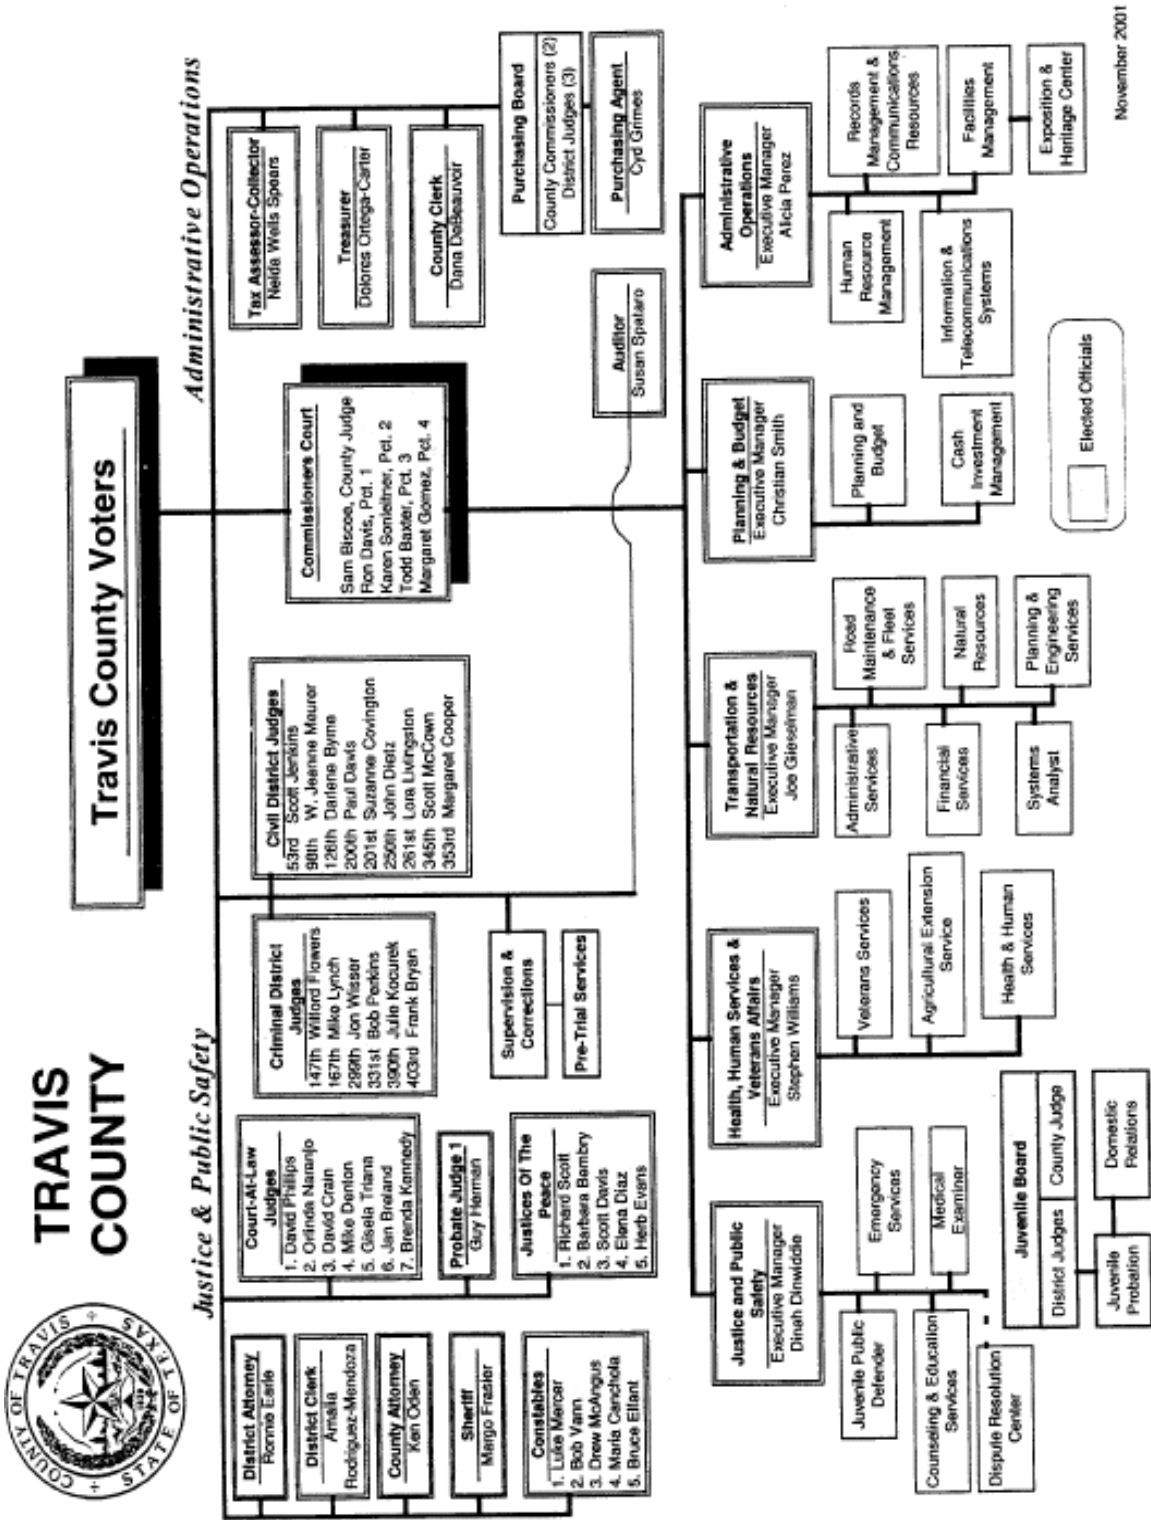 COUNTY OF TRAVIS
STATE OF TEXAS
TRAVIS
COUNTY
Travis County Voters
Justice & Public Safety
Administrative Operations
District Attorney
Ronnie Earle
District Clerk
Amalia
Rodriguez-Mendoza
County Attorney
Ken Oden
Sheriff
Margo Frasier
Constables
1. Luke Mercer
2. Bob Vann
3. Drew McAngus
4. Maria Canchola
5. Bruce Elfant
Court-At-Law
Judges
1. David Phillips
2. Orlinda Naranjo
3. David Crain
4. Mike Denton
5. Gisela Triana
6. Jan Breland
7. Brenda Kennedy
Probate Judge 1
Guy Herman
Justices Of The
Peace
1. Richard Scott
2. Barbara Bembry
3. Scott Davis
4. Elena Diaz
5. Herb Evans
Criminal District
Judges
147th Wilford Flowers
167th Mike Lynch
299th Jon Wisser
331st Bob Perkins
390th Julie Kocurek
403rd Frank Bryan
Supervision &
Corrections
Pre-Trial Services
Civil District Judges
53rd Scott Jenkins
98th W. Jeanne Meurer
126th Darlene Byrne
200th Paul Davis
201st Suzanne Covington
250th John Dietz
261st Lora Livingston
345th Scott McCown
353rd Margaret Cooper
Commissioners Court
Sam Biscoe, County Judge
Ron Davis, Pct. 1
Karen Sonleitner, Pct. 2
Todd Baxter, Pct. 3
Margaret Gomez, Pct. 4
Tax Assessor-Collector
Nelda Wells Spears
Treasurer
Dolores Ortega-Carter
County Clerk
Dana DeBeauvoir
Purchasing Board
County Commissioners (2)
District Judges (3)
Purchasing Agent
Cyd Grimes
Auditor
Susan Spataro
Justice and Public
Safety
Executive Manager
Dinah Dinwiddie
Juvenile Public
Defender
Emergency
Services
Counseling & Education
Services
Medical
Examiner
Dispute Resolution
Center
Juvenile Board
District Judges County Judge
Juvenile
Probation
Domestic
Relations
Health, Human Services &
Veterans Affairs
Executive Manager
Stephen Williams
Veterans Services
Agricultural Extension
Service
Health & Human
Services
Transportation &
Natural Resources
Executive Manager
Joe Gieselman
Administrative
Services
Road
Maintenance
& Fleet
Services
Financial
Services
Natural
Resources
Systems
Analyst
Planning &
Engineering
Services
Planning & Budget
Executive Manager
Christian Smith
Planning and
Budget
Cash
Investment
Management
Administrative
Operations
Executive Manager
Alicia Perez
Human
Resource
Management
Records
Management &
Communications
Resources
Information &
Telecommunications
Systems
Facilities
Management
Exposition &
Heritage Center
Elected Officials
November 2001